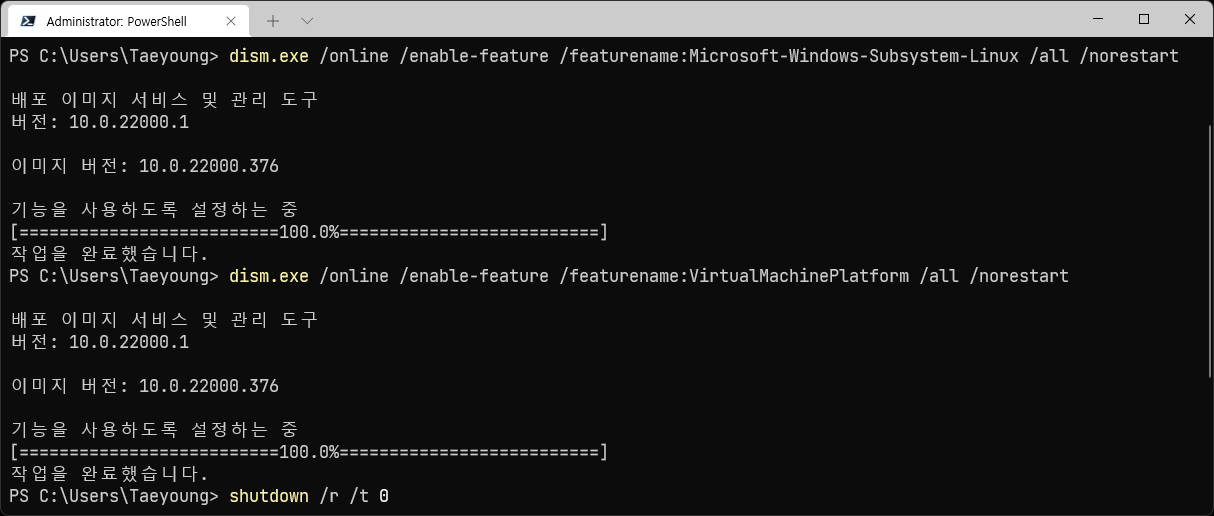 Administrator: PowerShell
PS C:\Users\Taeyoung> dism.exe /online /enable-feature /featurename:Microsoft-Windows-Subsystem-Linux /all /norestart
배포 이미지 서비스 및 관리 도구
버전: 10.0.22000.1
이미지 버전: 10.0.22000.376
기능을 사용하도록 설정하는 중
[==========================100.0%==========================]
작업을 완료했습니다.
PS C:\Users\Taeyoung> dism.exe /online /enable-feature /featurename:VirtualMachinePlatform /all /norestart
배포 이미지 서비스 및 관리 도구
버전: 10.0.22000.1
이미지 버전: 10.0.22000.376
기능을 사용하도록 설정하는 중
[==========================100.0%==========================]
작업을 완료했습니다.
PS C:\Users\Taeyoung> shutdown /r /t 0